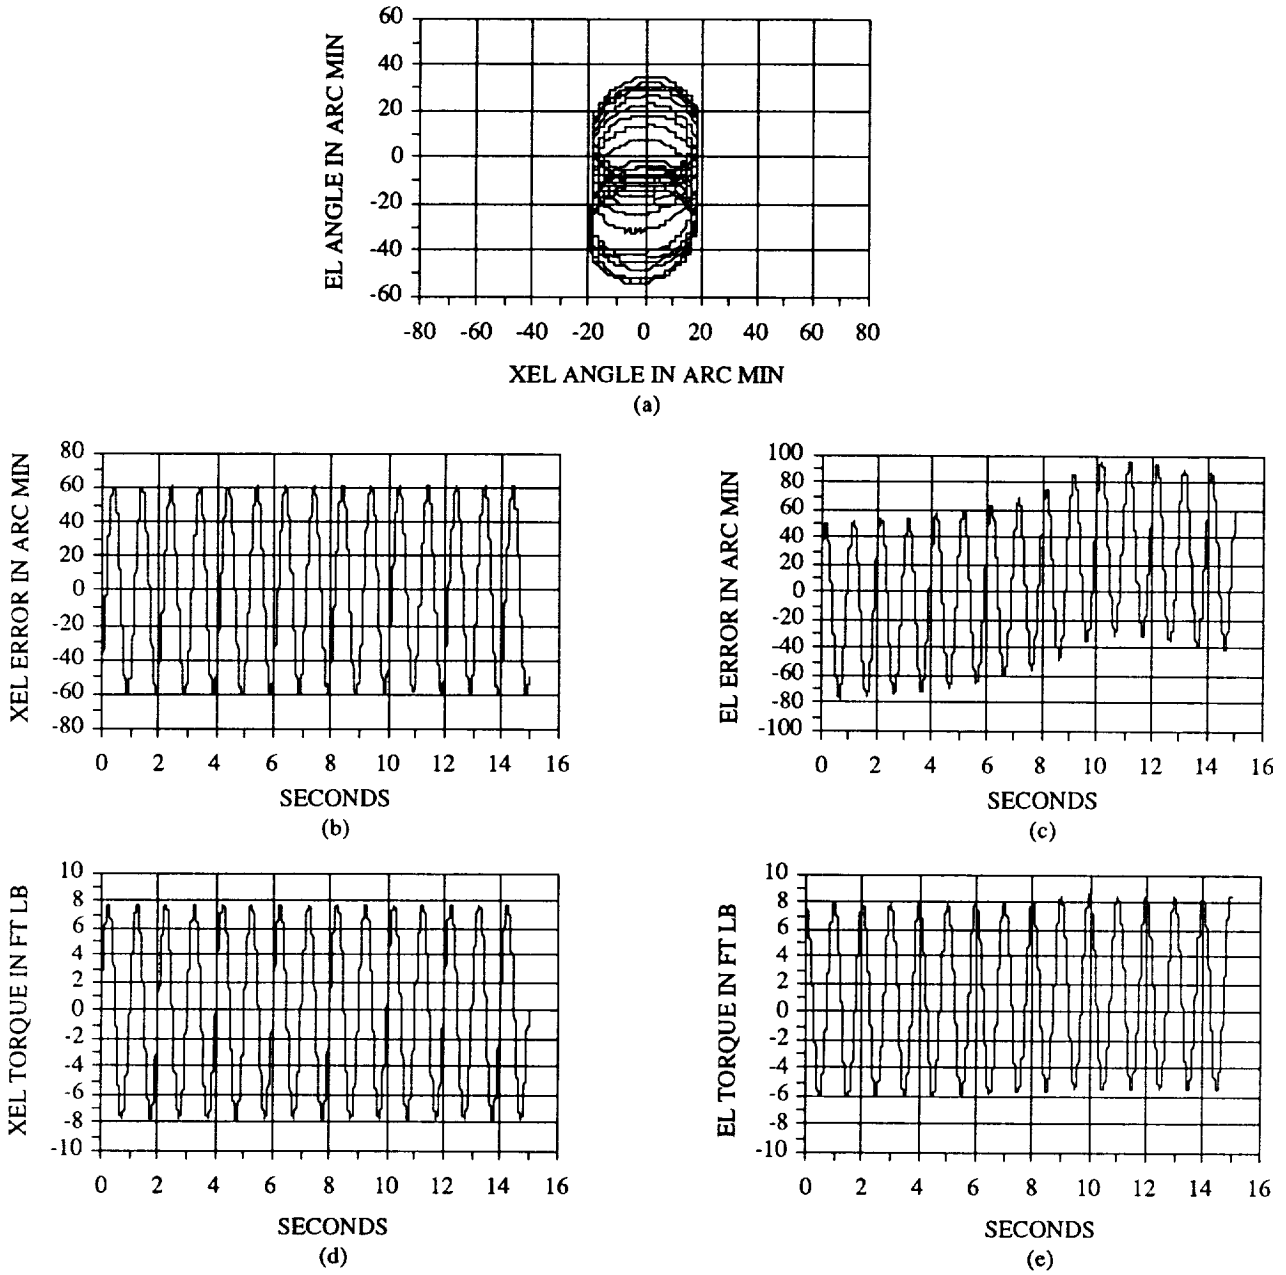 60
40
20
0
-20
-40
-60
EL ANGLE IN ARC MIN
-80 -60 -40 -20 0 20 40 60 80
XEL ANGLE IN ARC MIN
(a)
80
60
40
20
0
-20
-40
-60
-80
XEL ERROR IN ARC MIN
0 2 4 6 8 10 12 14 16
SECONDS
(b)
100
80
60
40
20
0
-20
-40
-60
-80
-100
EL ERROR IN ARC MIN
0 2 4 6 8 10 12 14 16
SECONDS
(c)
10
8
6
4
2
0
-2
-4
-6
-8
-10
XEL TORQUE IN FT LB
0 2 4 6 8 10 12 14 16
SECONDS
(d)
10
8
6
4
2
0
-2
-4
-6
-8
-10
EL TORQUE IN FT LB
0 2 4 6 8 10 12 14 16
SECONDS
(e)